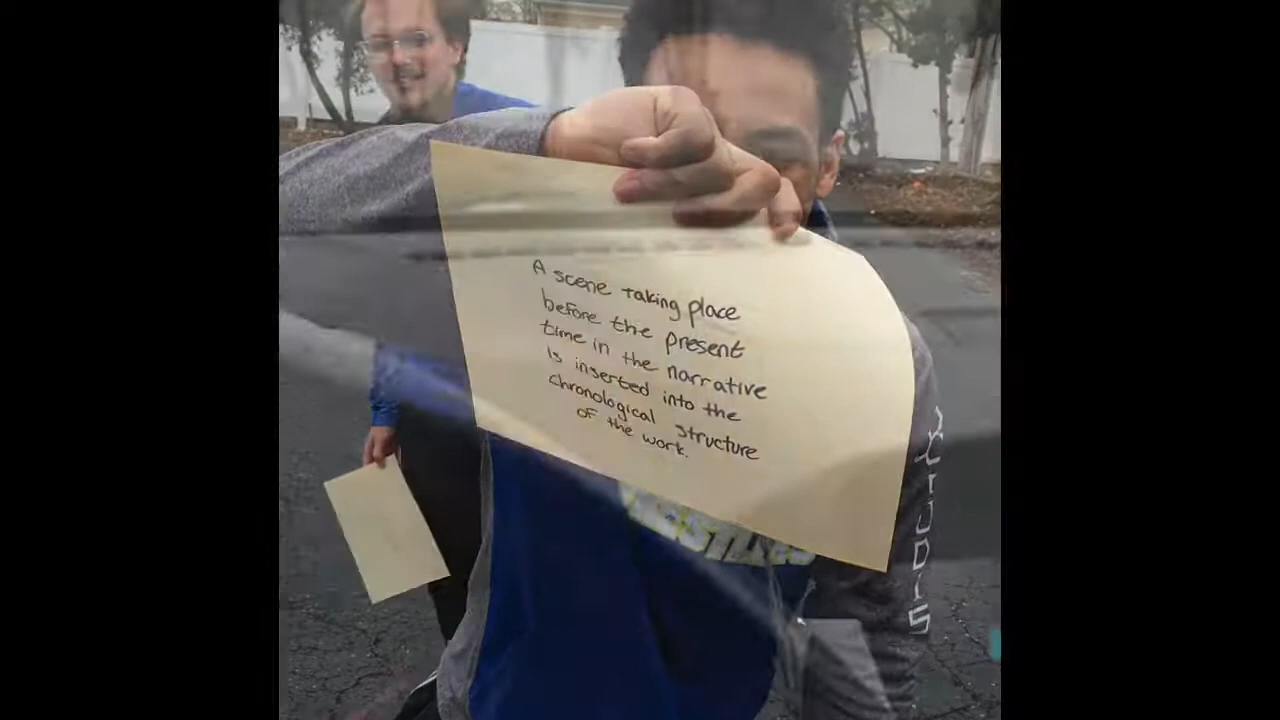 A scene taking place
before the present
time in the narrative
is inserted into the
chronological structure
of the work.